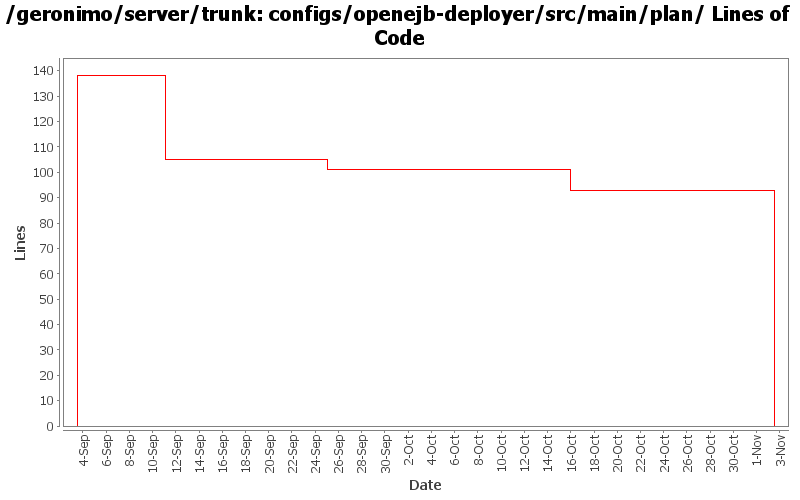 /geronimo/server/trunk: configs/openejb-deployer/src/main/plan/ Lines of
Code
140
130
120
110
100
90
80
70
60
50
40
30
20
10
0
Lines
4-Sep
6-Sep
8-Sep
10-Sep
12-Sep
14-Sep
16-Sep
18-Sep
20-Sep
22-Sep
24-Sep
26-Sep
28-Sep
30-Sep
2-Oct
4-Oct
6-Oct
8-Oct
10-Oct
12-Oct
14-Oct
16-Oct
18-Oct
20-Oct
22-Oct
24-Oct
26-Oct
28-Oct
30-Oct
1-Nov
3-Nov
Date